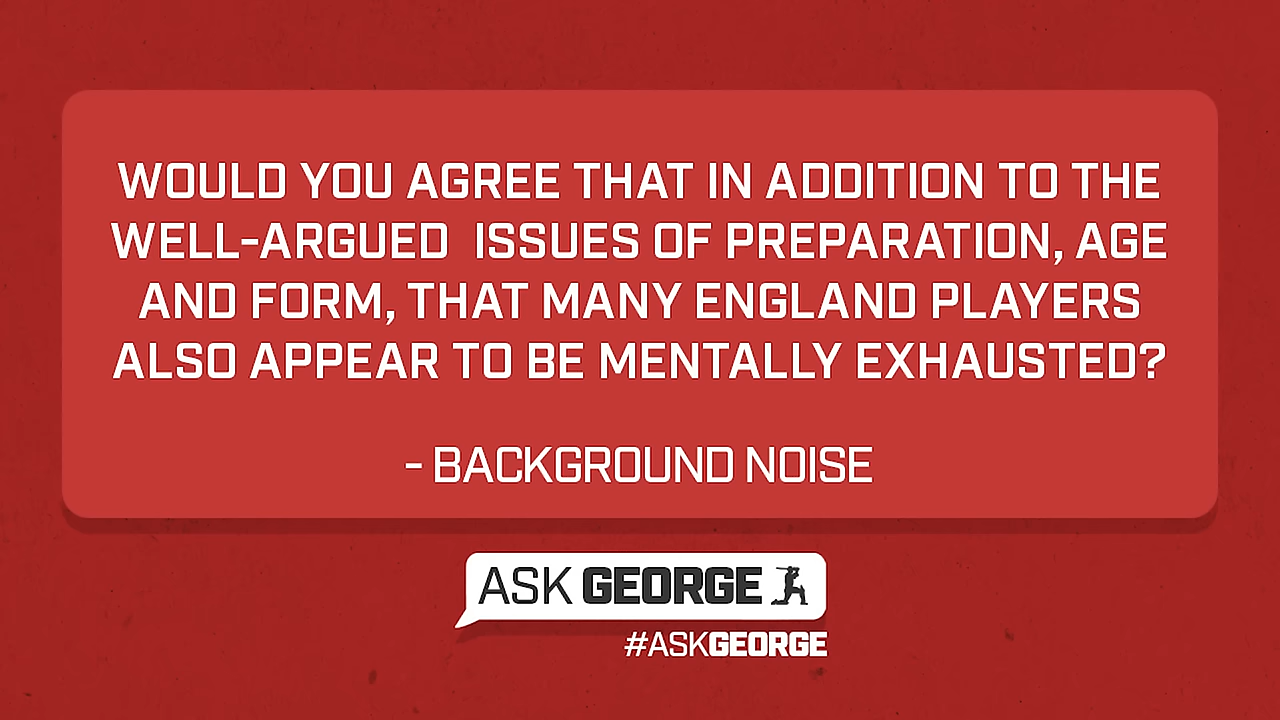 WOULD YOU AGREE THAT IN ADDITION TO THE
WELL-ARGUED  ISSUES OF PREPARATION, AGE
AND FORM, THAT MANY ENGLAND PLAYERS
ALSO APPEAR TO BE MENTALLY EXHAUSTED?
- BACKGROUND NOISE
ASK GEORGE
#ASKGEORGE